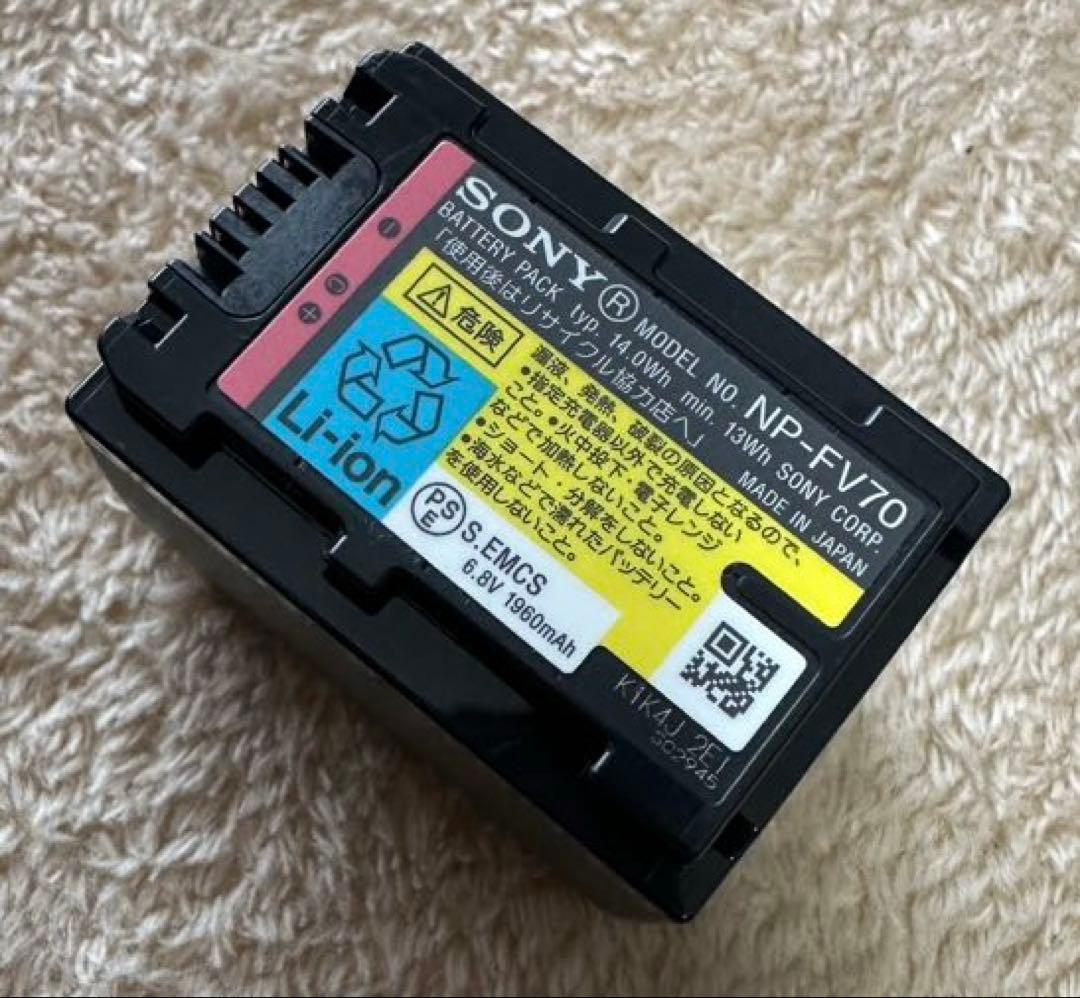 SONY® MODEL NO. NP-FV70
BATTERY PACK typ. 14.0Wh min. 13Wh SONY CORP.
「使用後はリサイクル協力店へ」 MADE IN JAPAN
⚠危険
漏液、発熱、破裂の原因となるので、
•指定充電器以外で充電しない
こと。•火中投下・電子レンジ
などで加熱しないこと。
•ショート・分解をしないこと。
•海水などで濡れたバッテリー
を使用しないこと。
Li-ion
PSE S.EMCS
6.8V 1960mAh
K1K4J 2E1
302945